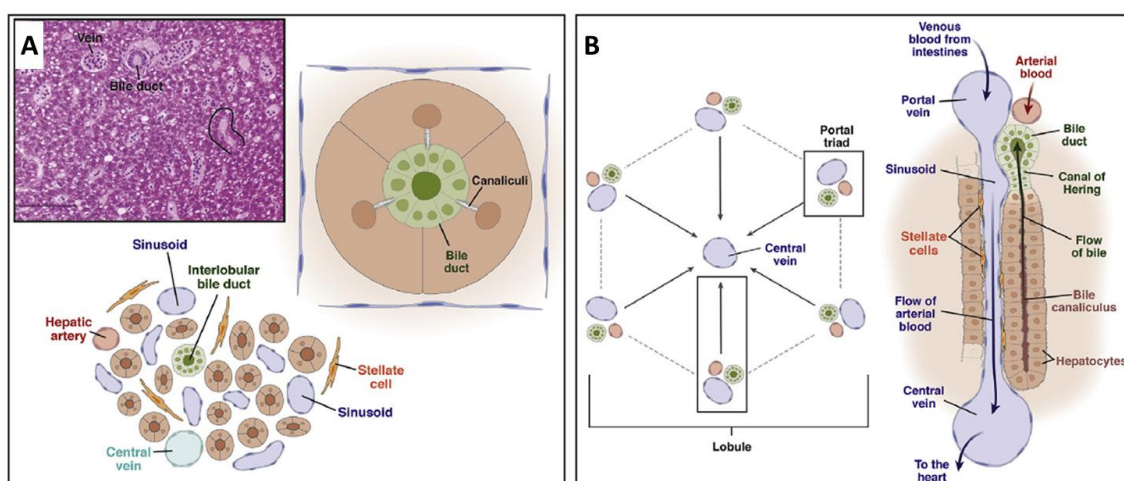 A
Vein
Bile duct
Canaliculi
Bile
duct
Sinusoid
Interlobular
bile duct
Hepatic
artery
Stellate
cell
Sinusoid
Central
vein
B
Venous
blood from
intestines
Arterial
blood
Portal
vein
Bile
duct
Portal
triad
Sinusoid
Canal of
Hering
Stellate
cells
Central
vein
Flow
of bile
Flow of
arterial
blood
Bile
canaliculus
Hepatocytes
Central
vein
Lobule
To the
heart